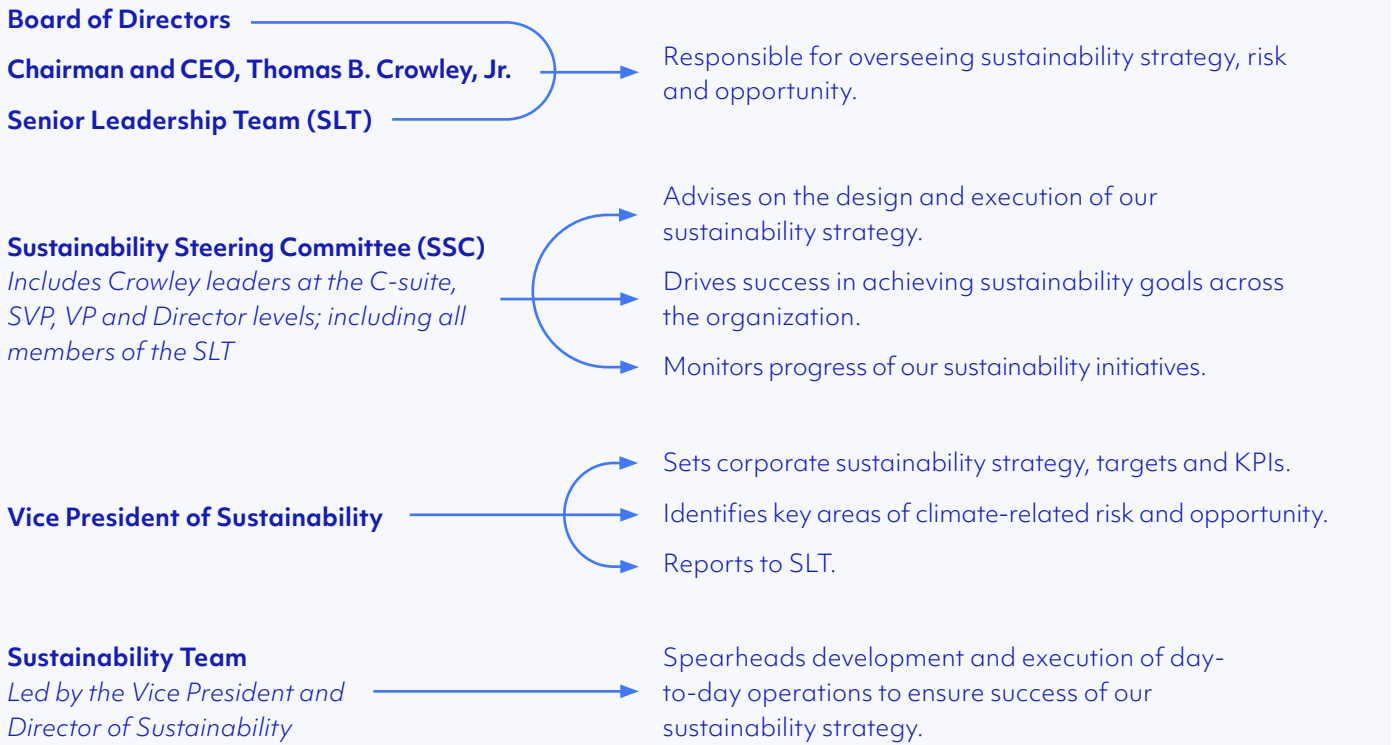 Board of Directors
Chairman and CEO, Thomas B. Crowley, Jr.
Senior Leadership Team (SLT)
Responsible for overseeing sustainability strategy, risk
and opportunity.
Sustainability Steering Committee (SSC)
Includes Crowley leaders at the C-suite,
SVP, VP and Director levels; including all
members of the SLT
Advises on the design and execution of our
sustainability strategy.
Drives success in achieving sustainability goals across
the organization.
Monitors progress of our sustainability initiatives.
Vice President of Sustainability
Sets corporate sustainability strategy, targets and KPIs.
Identifies key areas of climate-related risk and opportunity.
Reports to SLT.
Sustainability Team
Led by the Vice President and
Director of Sustainability
Spearheads development and execution of day-
to-day operations to ensure success of our
sustainability strategy.